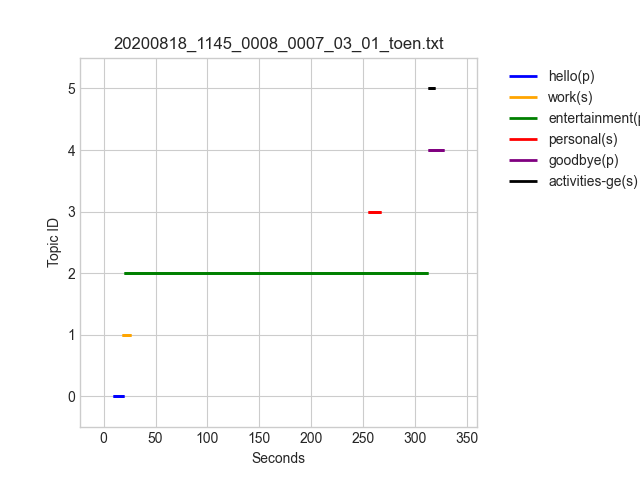 20200818_1145_0008_0007_03_01_toen.txt
hello(p)
work(s)
entertainment(p
personal(s)
goodbye(p)
activities-ge(s)
5
4
3
2
1
0
Topic ID
0 50 100 150 200 250 300 350
Seconds